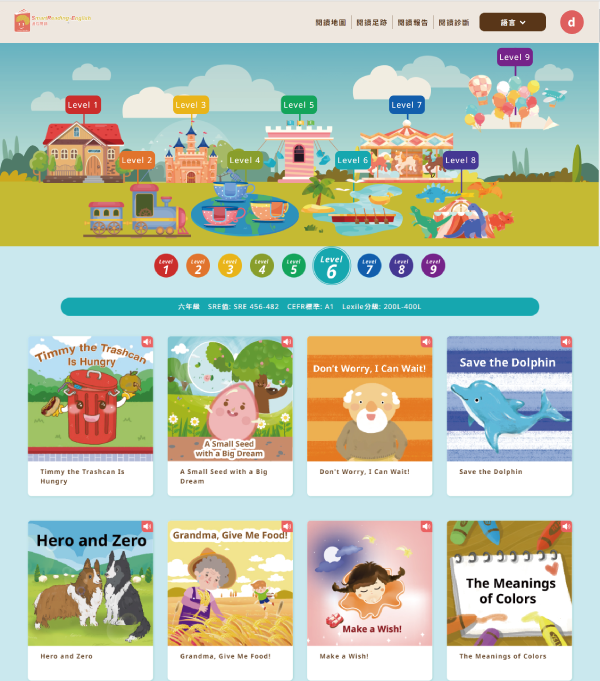 SmartReading@English
閱讀地圖 閱讀足跡 閱讀報告 閱讀診斷 語言 d
Level 9
Level 1 Level 3 Level 5 Level 7
Level 2 Level 4 Level 6 Level 8
Level 1 Level 2 Level 3 Level 4 Level 5 Level 6 Level 7 Level 8 Level 9
六年級 SRE值: SRE 456-482 CEFR標準: A1 Lexile分級: 200L-400L
Timmy the Trashcan
Is Hungry
A Small Seed
with a Big Dream
Don't Worry, I Can Wait!
Save the Dolphin
Timmy the Trashcan Is
Hungry
A Small Seed with a Big
Dream
Don't Worry, I Can Wait!
Save the Dolphin
Hero and Zero
Grandma, Give Me Food!
Make a Wish!
The Meanings
of Colors
Hero and Zero
Grandma, Give Me Food!
Make a Wish!
The Meanings of Colors